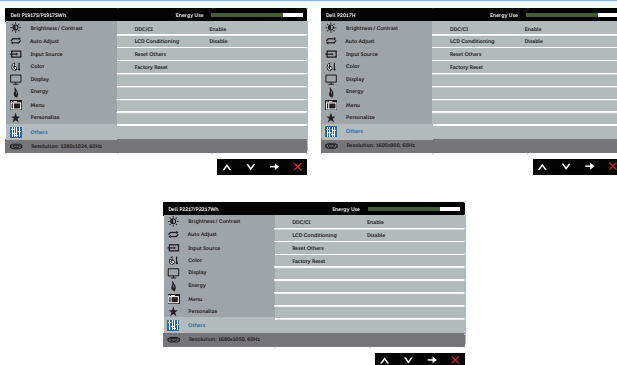 Dell P1917S/P1917SWh Energy Use
Brightness / Contrast DDC/CI Enable
Auto Adjust LCD Conditioning Disable
Input Source Reset Others
Color Factory Reset
Display
Energy
Menu
Personalize
Others
Resolution: 1280x1024, 60Hz
Dell P2017H Energy Use
Brightness / Contrast DDC/CI Enable
Auto Adjust LCD Conditioning Disable
Input Source Reset Others
Color Factory Reset
Display
Energy
Menu
Personalize
Others
Resolution: 1600x900, 60Hz
Dell P2217/P2217Wh Energy Use
Brightness / Contrast DDC/CI Enable
Auto Adjust LCD Conditioning Disable
Input Source Reset Others
Color Factory Reset
Display
Energy
Menu
Personalize
Others
Resolution: 1680x1050, 60Hz